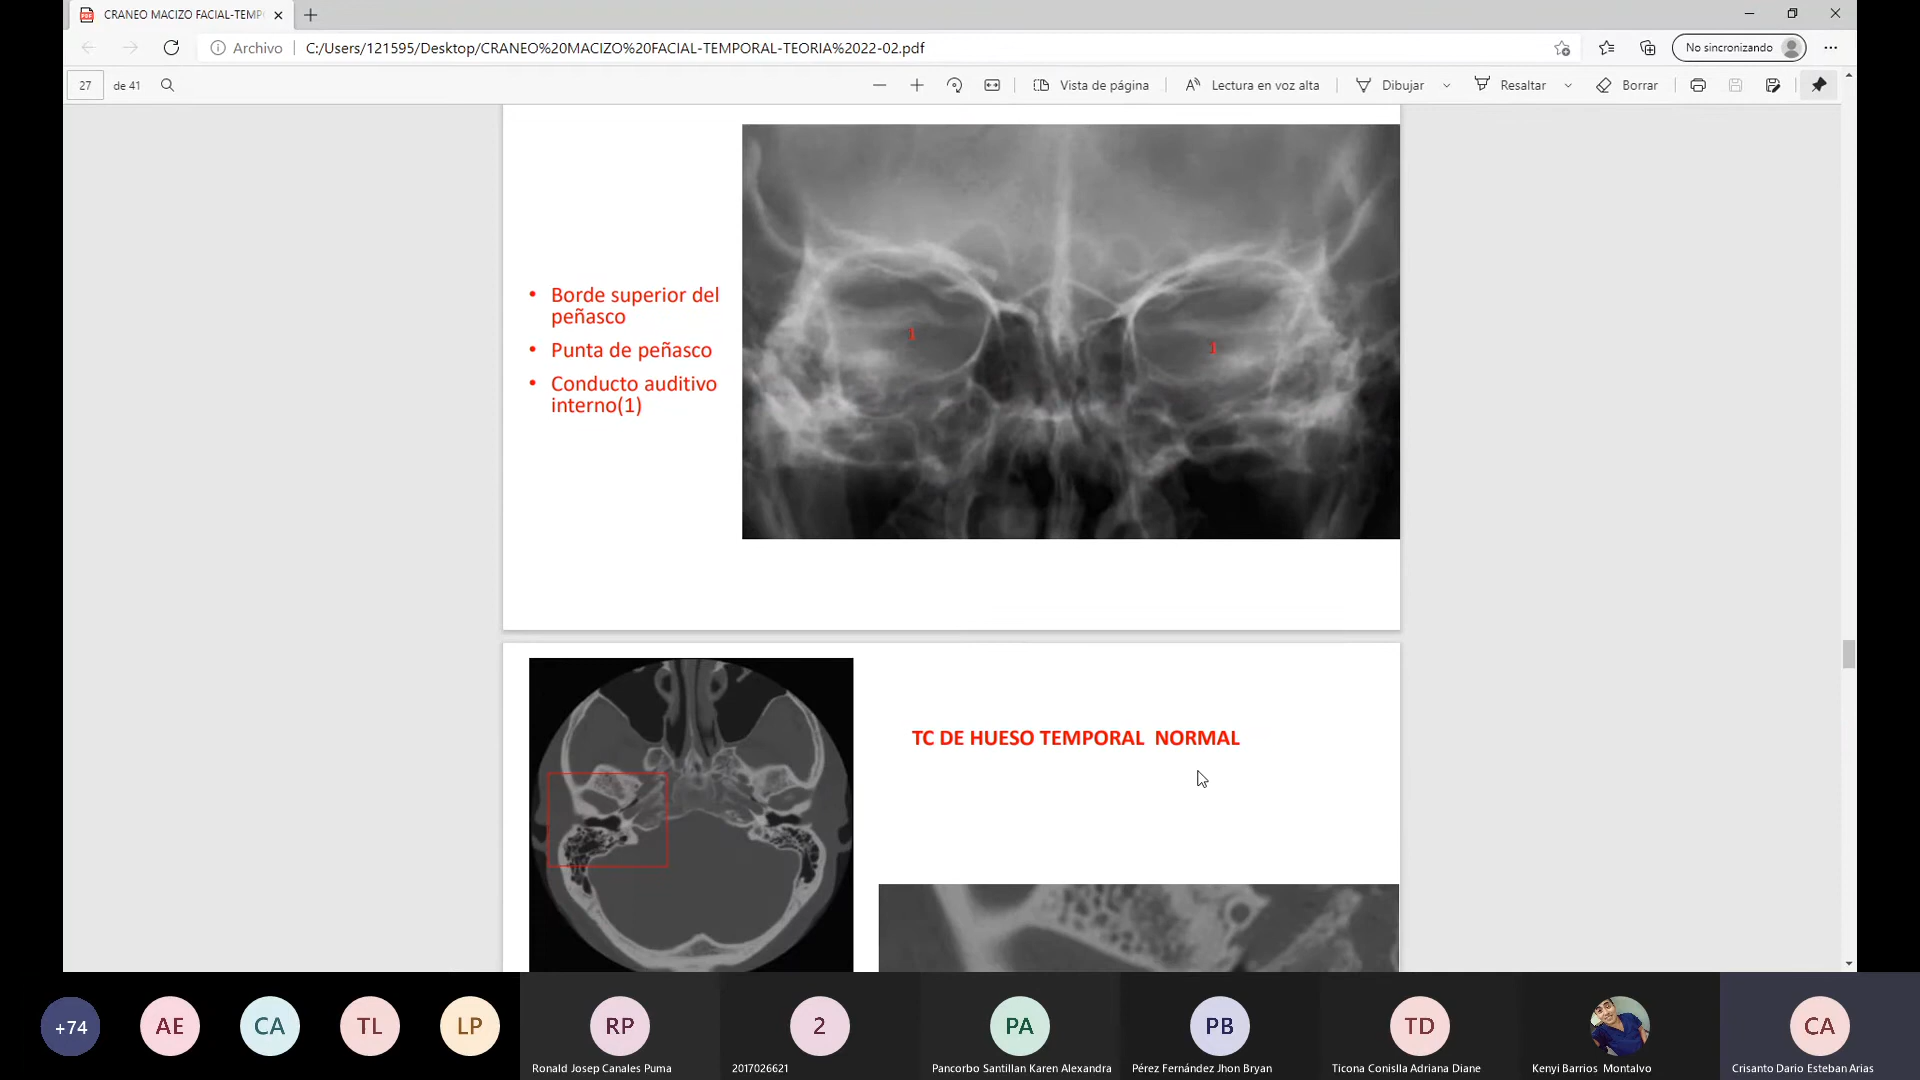 CRANEO MACIZO FACIAL-TEMP
Archivo
C:/Users/121595/Desktop/CRANEO%20MACIZO%20FACIAL-TEMPORAL-TEORIA%2022-02.pdf
No sincronizando
27 de 41
Vista de página
Lectura en voz alta
Dibujar
Resaltar
Borrar
• Borde superior del
peñasco
• Punta de peñasco
• Conducto auditivo
interno(1)
1
1
TC DE HUESO TEMPORAL NORMAL
+74
AE
CA
TL
LP
RP
Ronald Josep Canales Puma
2
2017026621
PA
Pancorbo Santillan Karen Alexandra
PB
Pérez Fernández Jhon Bryan
TD
Ticona Conislla Adriana Diane
Kenyi Barrios Montalvo
CA
Crisanto Dario Esteban Arias